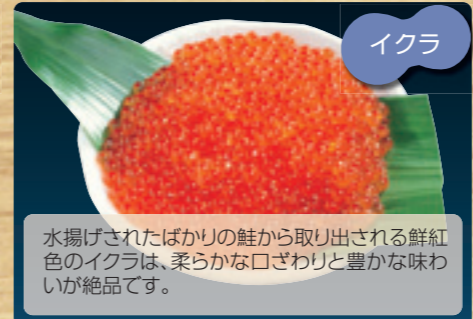 イクラ
水揚げされたばかりの鮭から取り出される鮮紅
色のイクラは、柔らかな口ざわりと豊かな味わ
いが絶品です。